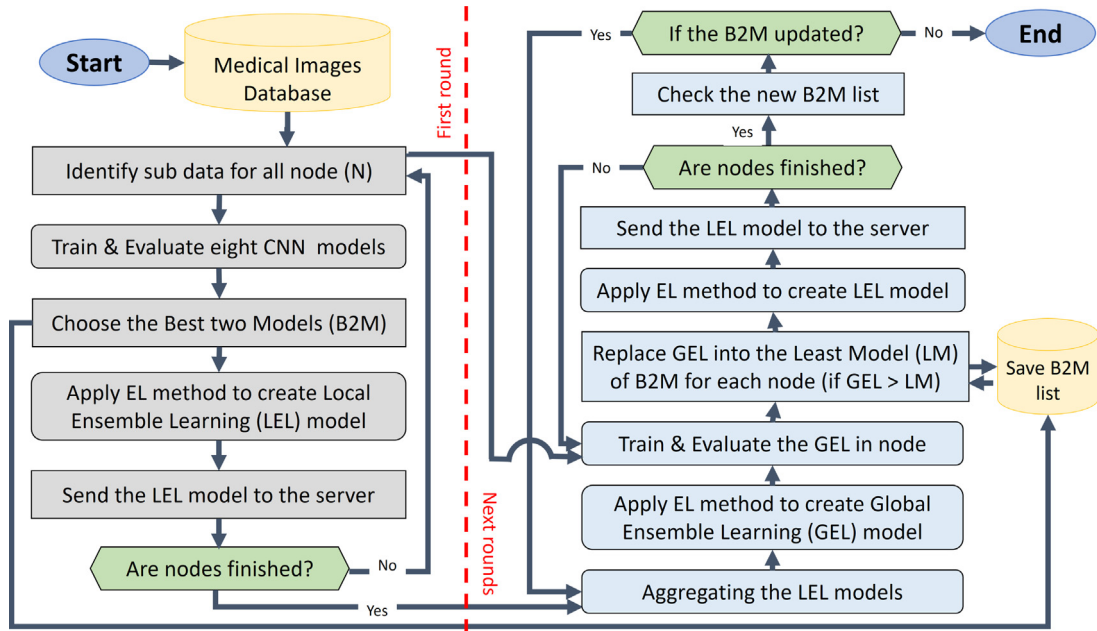 Start
Medical Images
Database
Identify sub data for all node (N)
Train & Evaluate eight CNN models
Choose the Best two Models (B2M)
Apply EL method to create Local
Ensemble Learning (LEL) model
Send the LEL model to the server
Are nodes finished?
No
Yes
First round
Next rounds
Yes
If the B2M updated?
No
End
Check the new B2M list
Yes
No
Are nodes finished?
Send the LEL model to the server
Apply EL method to create LEL model
Replace GEL into the Least Model (LM)
of B2M for each node (if GEL > LM)
Save B2M
list
Train & Evaluate the GEL in node
Apply EL method to create Global
Ensemble Learning (GEL) model
Aggregating the LEL models